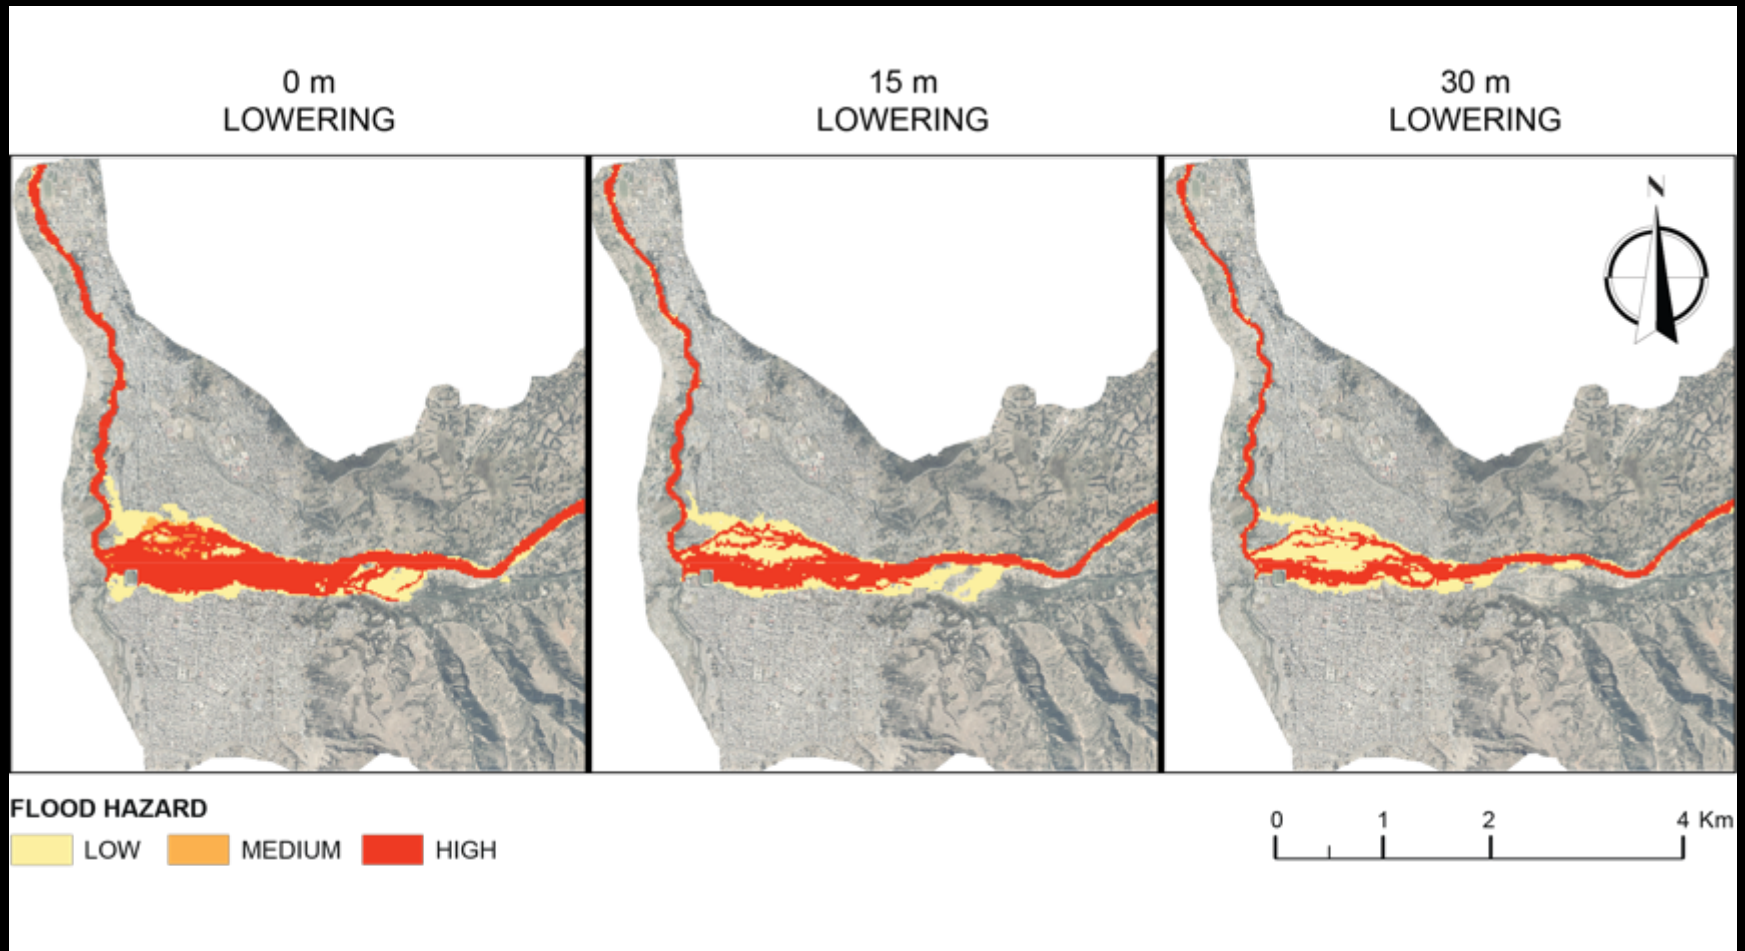 0 m
LOWERING
15 m
LOWERING
30 m
LOWERING
N
FLOOD HAZARD
LOW
MEDIUM
HIGH
0 1 2 4 Km